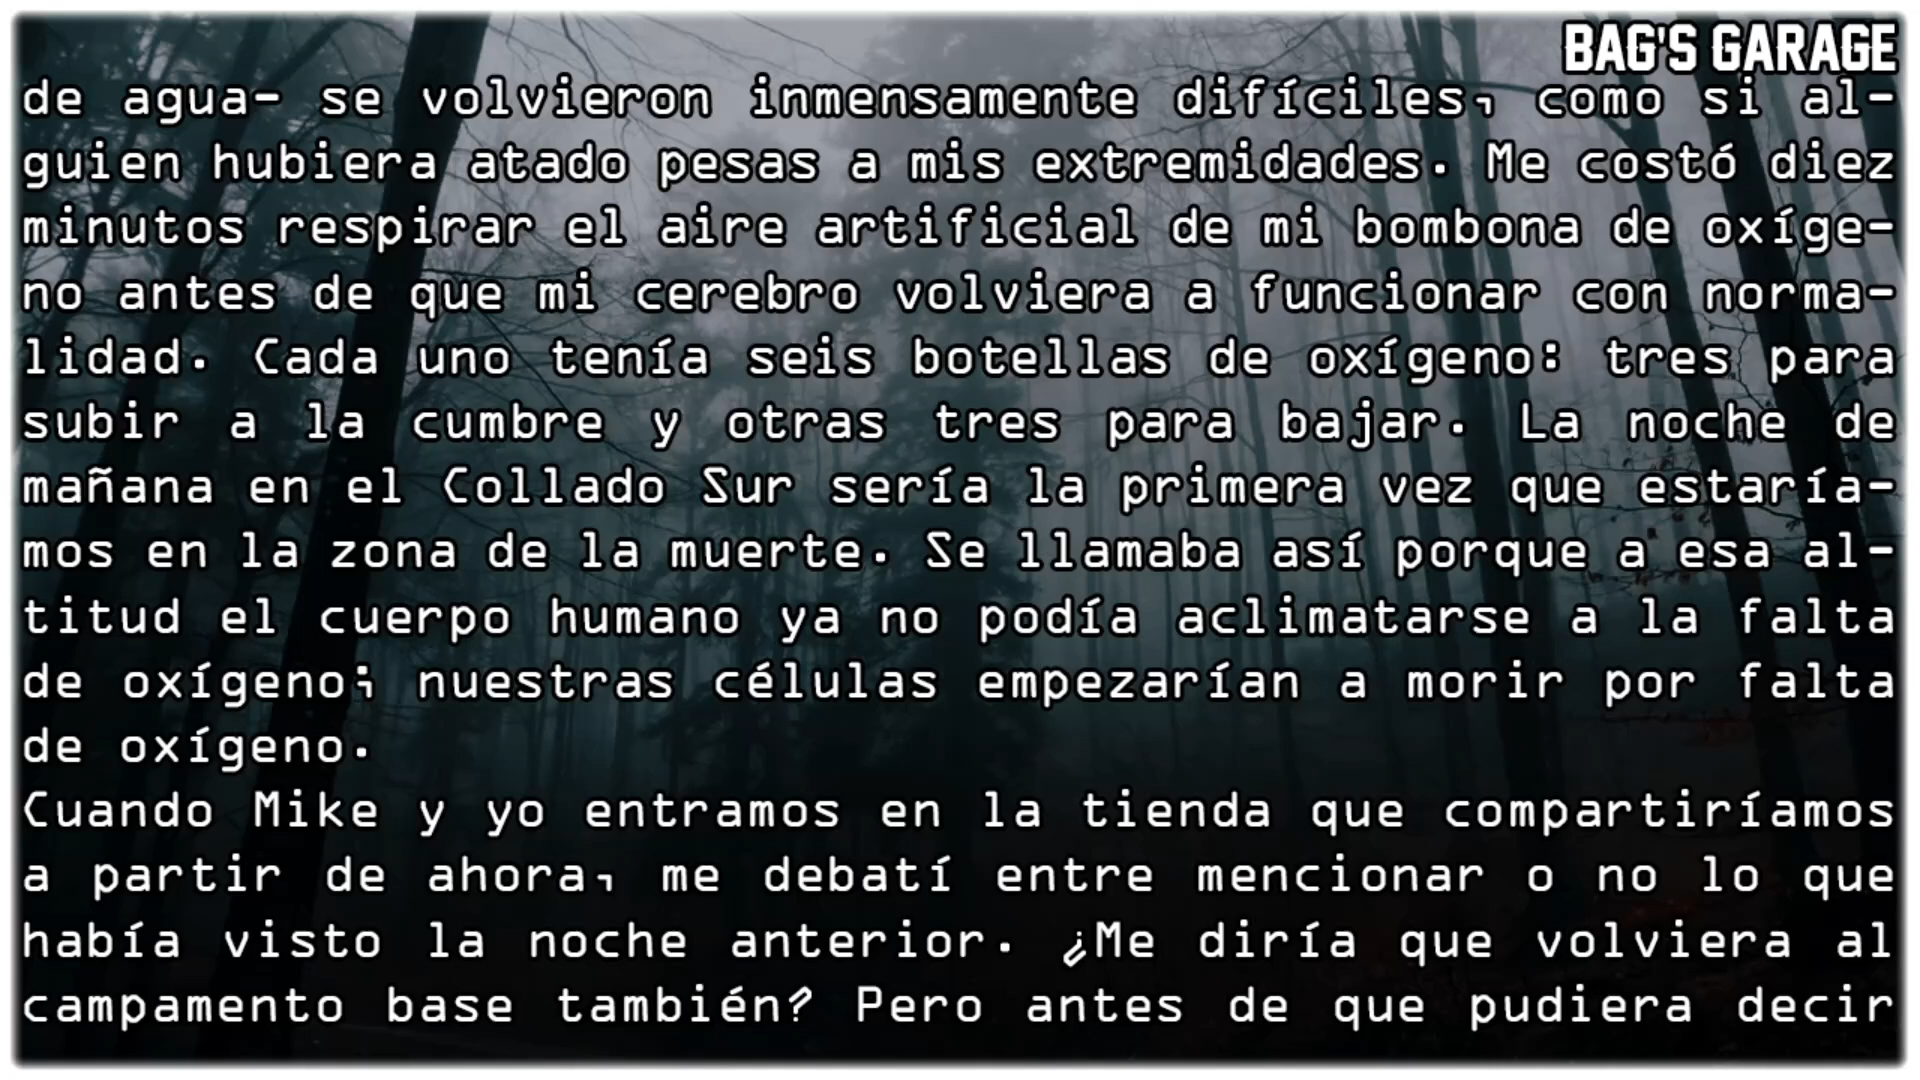 BAG'S GARAGE
de agua- se volvieron inmensamente difíciles, como si al-
guien hubiera atado pesas a mis extremidades. Me costó diez
minutos respirar el aire artificial de mi bombona de oxíge-
no antes de que mi cerebro volviera a funcionar con norma-
lidad. Cada uno tenía seis botellas de oxígeno: tres para
subir a la cumbre y otras tres para bajar. La noche de
mañana en el Collado Sur sería la primera vez que estaría-
mos en la zona de la muerte. Se llamaba así porque a esa al-
titud el cuerpo humano ya no podía aclimatarse a la falta
de oxígeno; nuestras células empezarían a morir por falta
de oxígeno.
Cuando Mike y yo entramos en la tienda que compartiríamos
a partir de ahora, me debatí entre mencionar o no lo que
había visto la noche anterior. ¿Me diría que volviera al
campamento base también? Pero antes de que pudiera decir